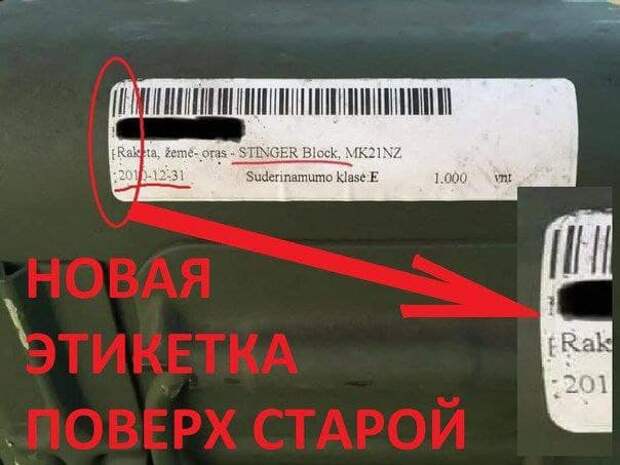 Raketa, žemė- oras - STINGER Block, MK21NZ
2010-12-31 Suderinamumo klasė E 1.000 vnt
НОВАЯ
ЭТИКЕТКА
ПОВЕРХ СТАРОЙ
Rak
201